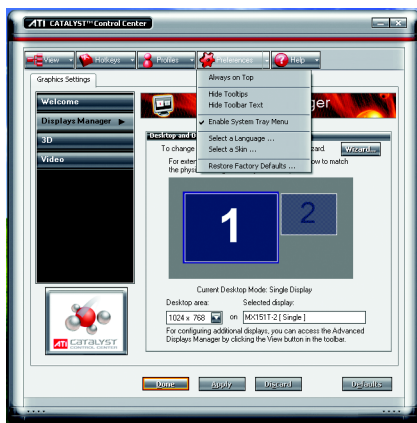 ATI CATALYST™ Control Center
View
Hotkeys
Profiles
Preferences
Help
Graphics Settings
Always on Top
Hide Tooltips
Hide Toolbar Text
Enable System Tray Menu
Select a Language ...
Select a Skin ...
Restore Factory Defaults ...
Welcome
Displays Manager
3D
Video
ger
Desktop and D
To change
zard.
Wizard...
For exter
ow to match
the phys
1
2
Current Desktop Mode: Single Display
Desktop area:
Selected display:
1024 x 768
on
MX151T-2 [ Single ]
For configuring additional displays, you can access the Advanced
Displays Manager by clicking the View button in the toolbar.
ATI CATALYST
CONTROL CENTER
Done
Apply
Discard
Defaults